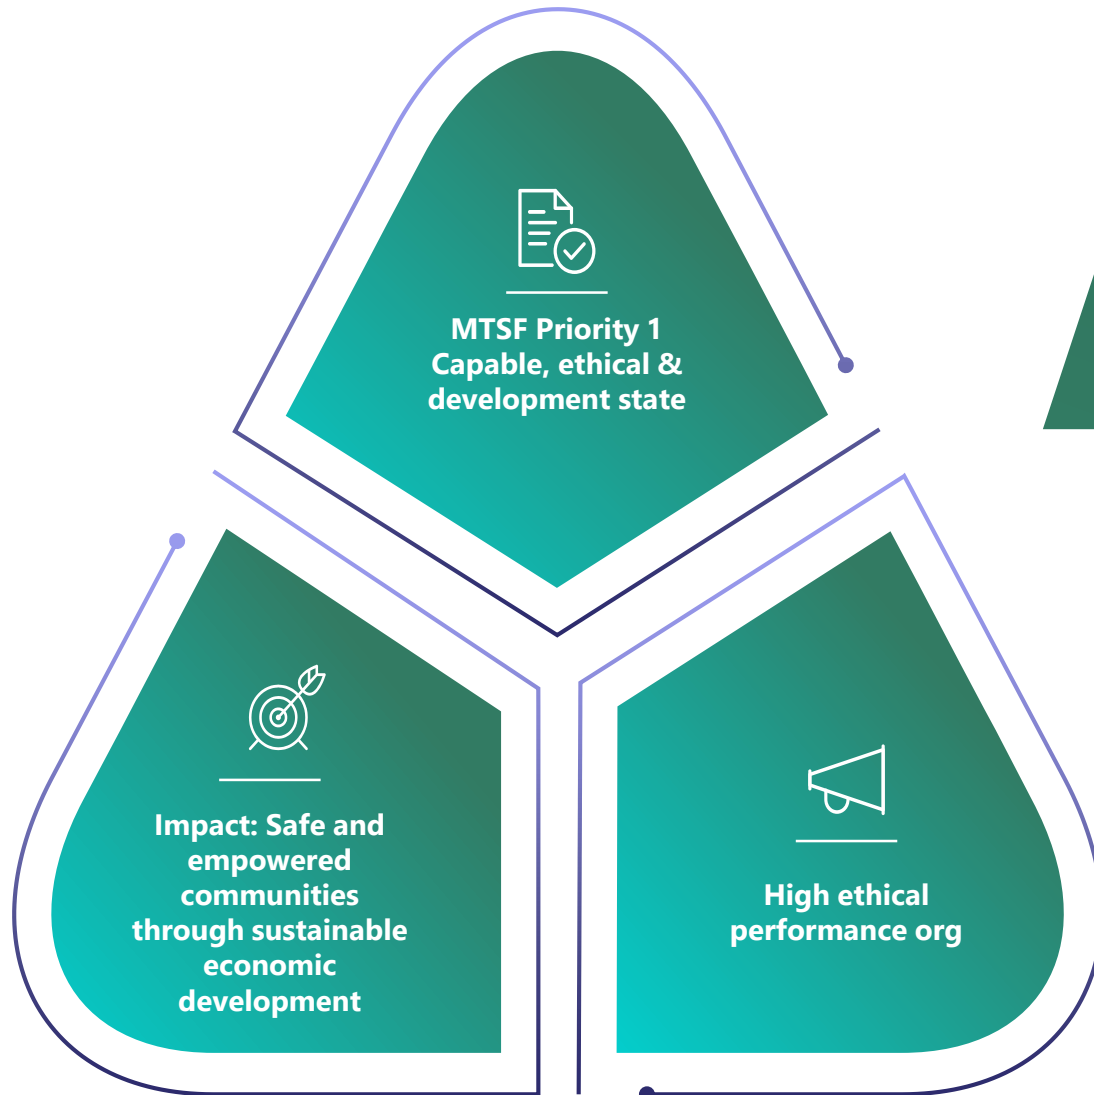 MTSF Priority 1
Capable, ethical &
development state
Impact: Safe and
empowered
communities
through sustainable
economic
development
High ethical
performance org